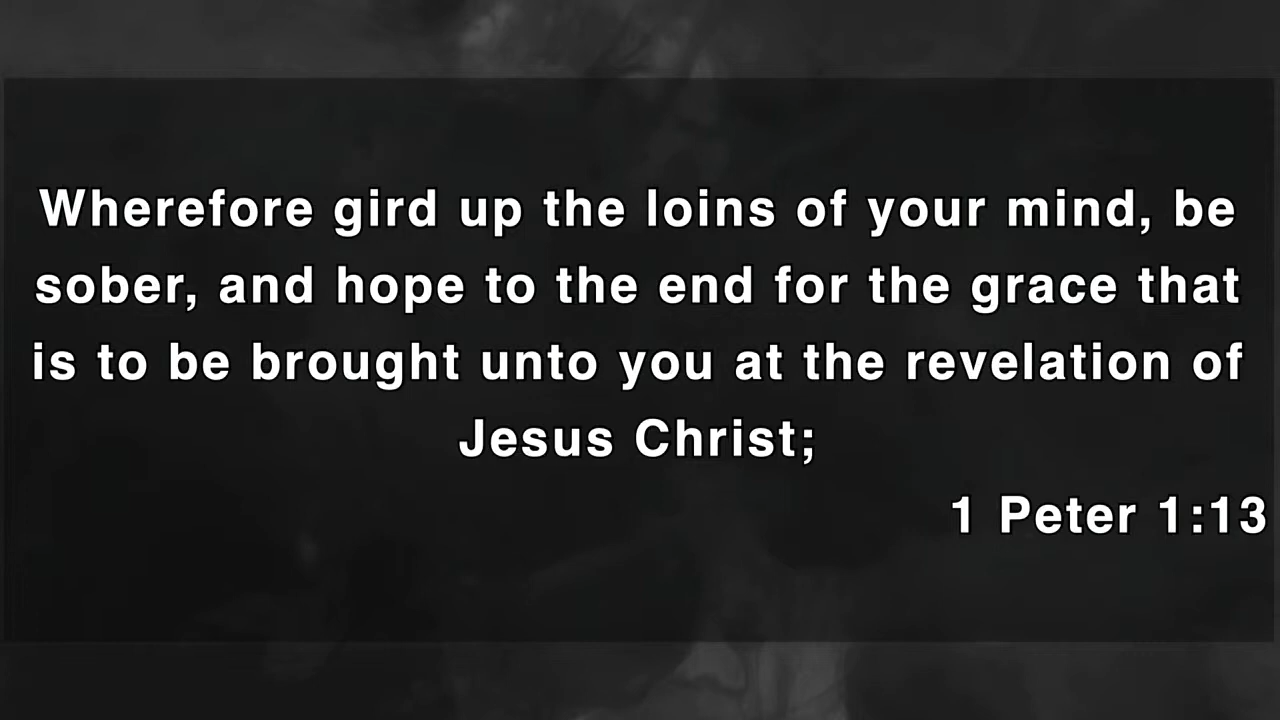 Wherefore gird up the loins of your mind, be
sober, and hope to the end for the grace that
is to be brought unto you at the revelation of
Jesus Christ;
1 Peter 1:13